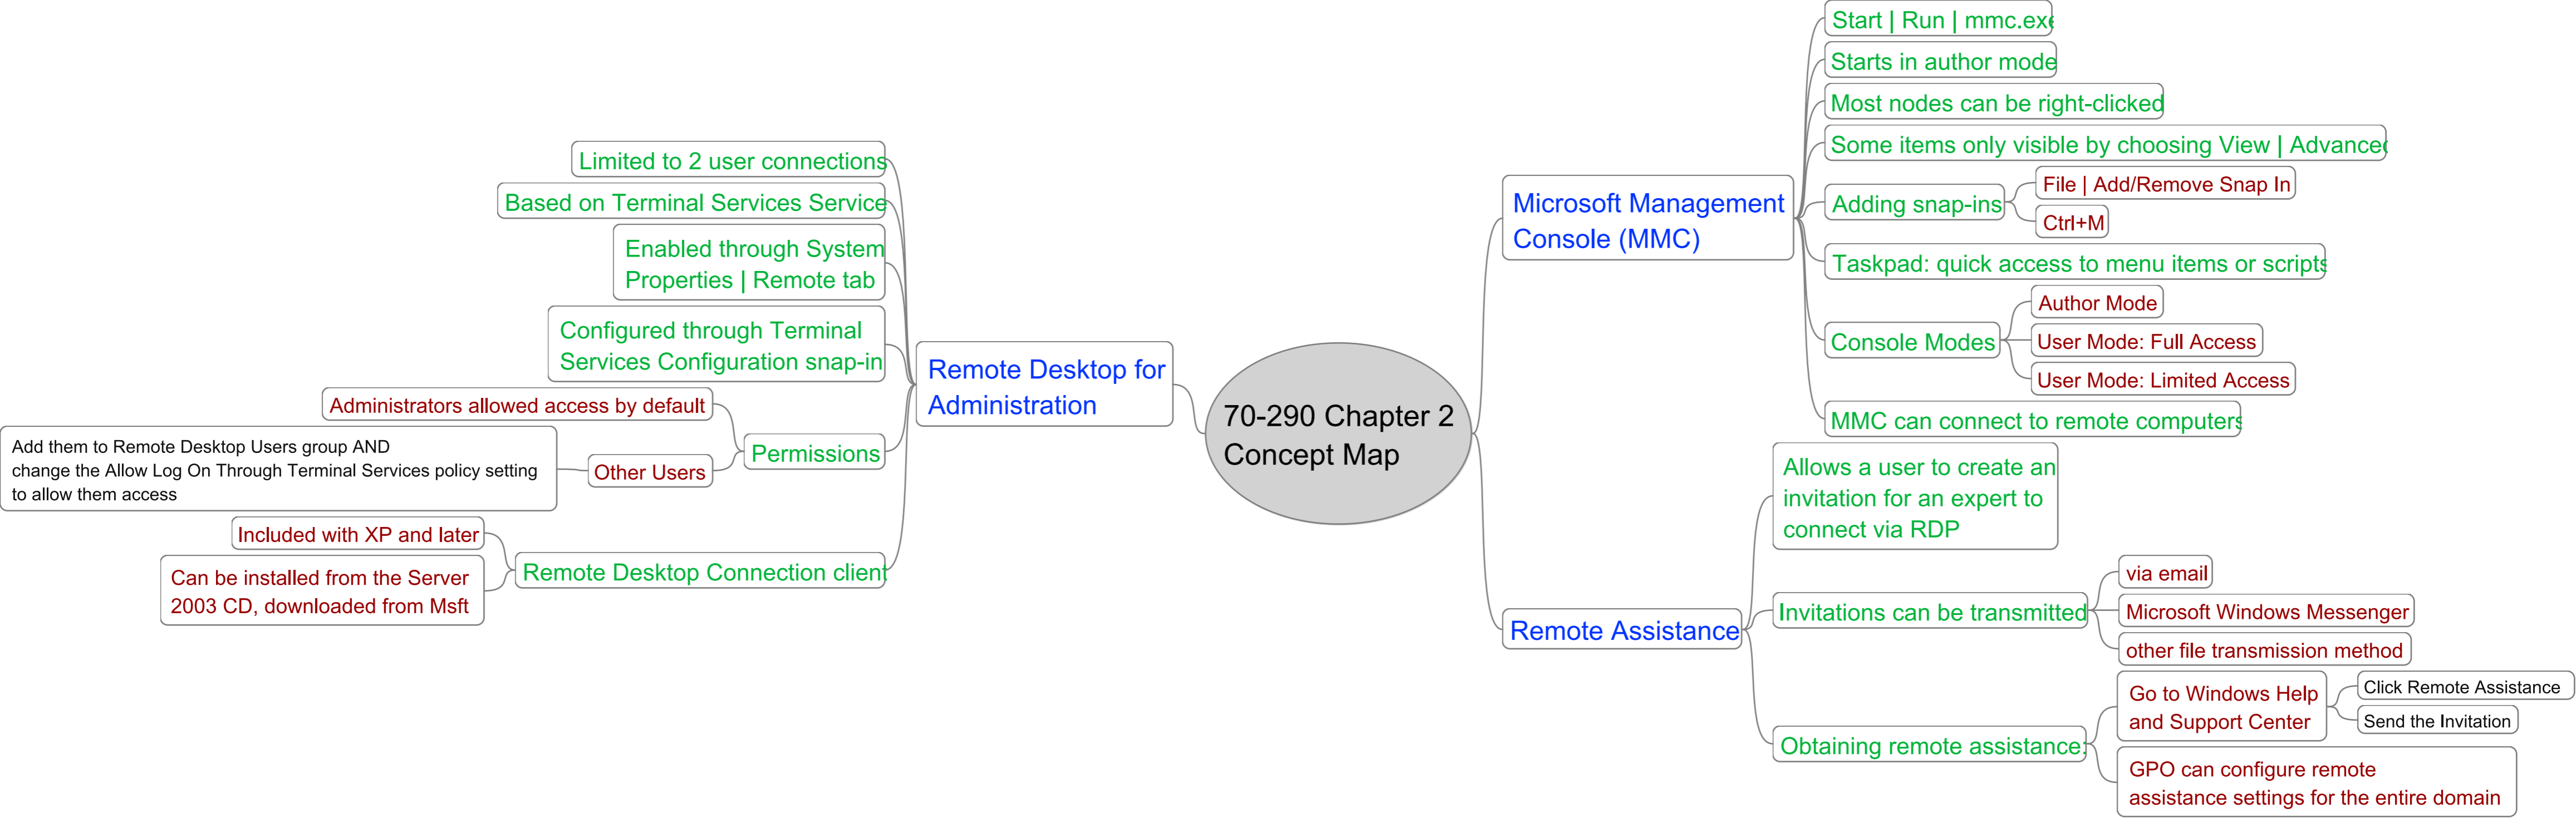 70-290 Chapter 2
Concept Map
Microsoft Management
Console (MMC)
Start | Run | mmc.exe
Starts in author mode
Most nodes can be right-clicked
Some items only visible by choosing View | Advanced
Adding snap-ins
File | Add/Remove Snap In
Ctrl+M
Taskpad: quick access to menu items or scripts
Console Modes
Author Mode
User Mode: Full Access
User Mode: Limited Access
MMC can connect to remote computers
Remote Assistance
Allows a user to create an
invitation for an expert to
connect via RDP
Invitations can be transmitted
via email
Microsoft Windows Messenger
other file transmission method
Obtaining remote assistance:
Go to Windows Help
and Support Center
Click Remote Assistance
Send the Invitation
GPO can configure remote
assistance settings for the entire domain
Remote Desktop for
Administration
Limited to 2 user connections
Based on Terminal Services Service
Enabled through System
Properties | Remote tab
Configured through Terminal
Services Configuration snap-in
Permissions
Administrators allowed access by default
Other Users
Add them to Remote Desktop Users group AND
change the Allow Log On Through Terminal Services policy setting
to allow them access
Remote Desktop Connection client
Included with XP and later
Can be installed from the Server
2003 CD, downloaded from Msft